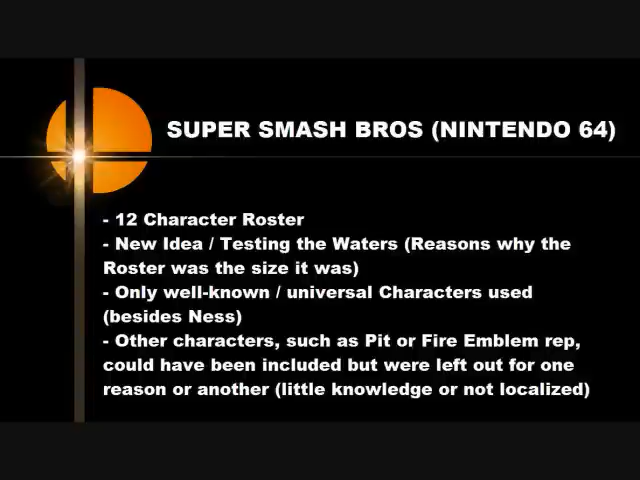 SUPER SMASH BROS (NINTENDO 64)
- 12 Character Roster
- New Idea / Testing the Waters (Reasons why the
Roster was the size it was)
- Only well-known / universal Characters used
(besides Ness)
- Other characters, such as Pit or Fire Emblem rep,
could have been included but were left out for one
reason or another (little knowledge or not localized)